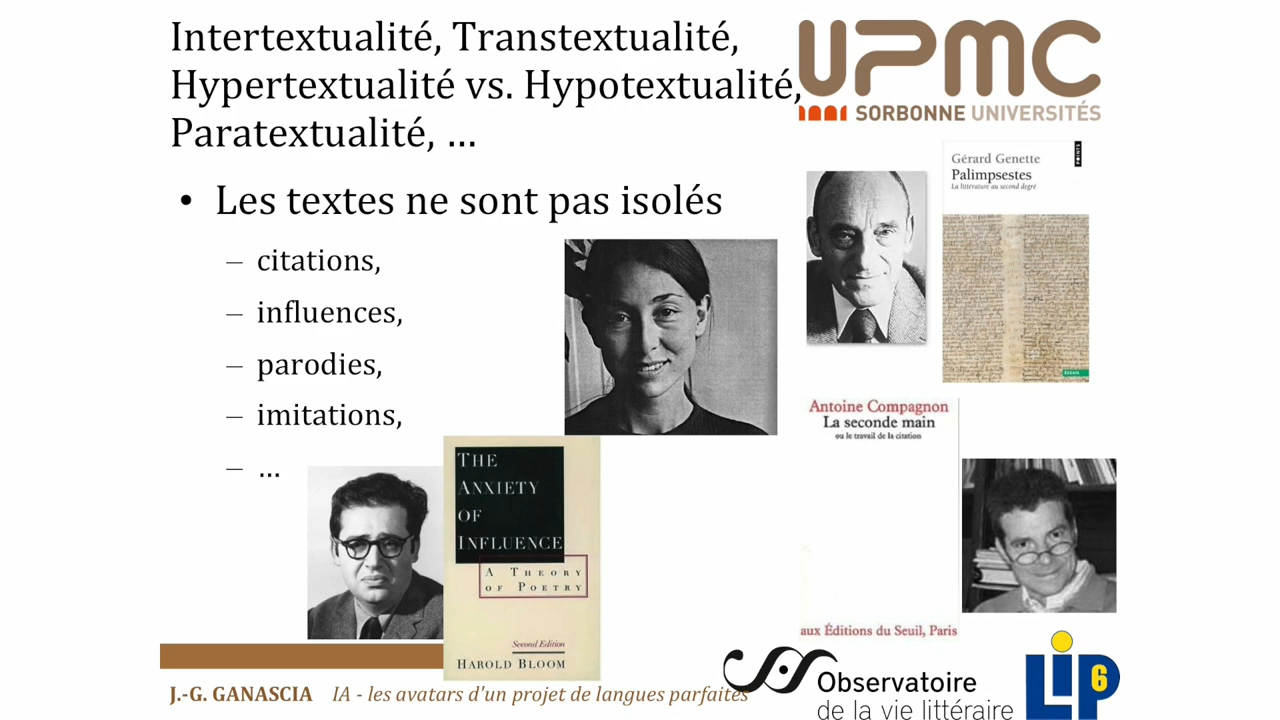 Intertextualité, Transtextualité,
Hypertextualité vs. Hypotextualité,
Paratextualité, ...
UPMC
SORBONNE UNIVERSITÉS
• Les textes ne sont pas isolés
– citations,
– influences,
– parodies,
– imitations,
– ...
Gérard Genette
Palimpsestes
La littérature au second degré
POINTS
ESSAIS
Antoine Compagnon
La seconde main
ou le travail de la citation
aux Éditions du Seuil, Paris
THE
ANXIETY
OF
INFLUENCE
A THEORY
OF POETRY
Second Edition
HAROLD BLOOM
J.-G. GANASCIA IA - les avatars d'un projet de langues parfaites
Observatoire
de la vie littéraire
LIP6